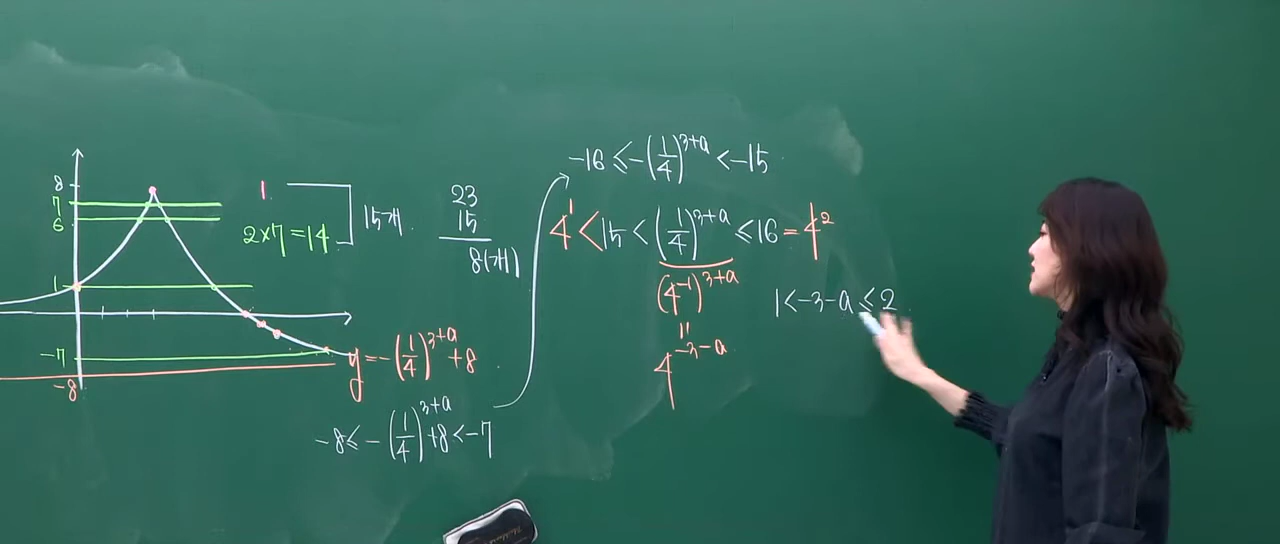 8
7
6
1
-7
-8
1
2×7=14
15개
23
15
8(개)
y=-(1/4)^{3+a}+8
-8≤-(1/4)^{3+a}+8<-7
-16≤-(1/4)^{3+a}<-15
4^1<15<(1/4)^{3+a}≤16=4^2
(4^{-1})^{3+a}
"
4^{-3-a}
1<-3-a≤2